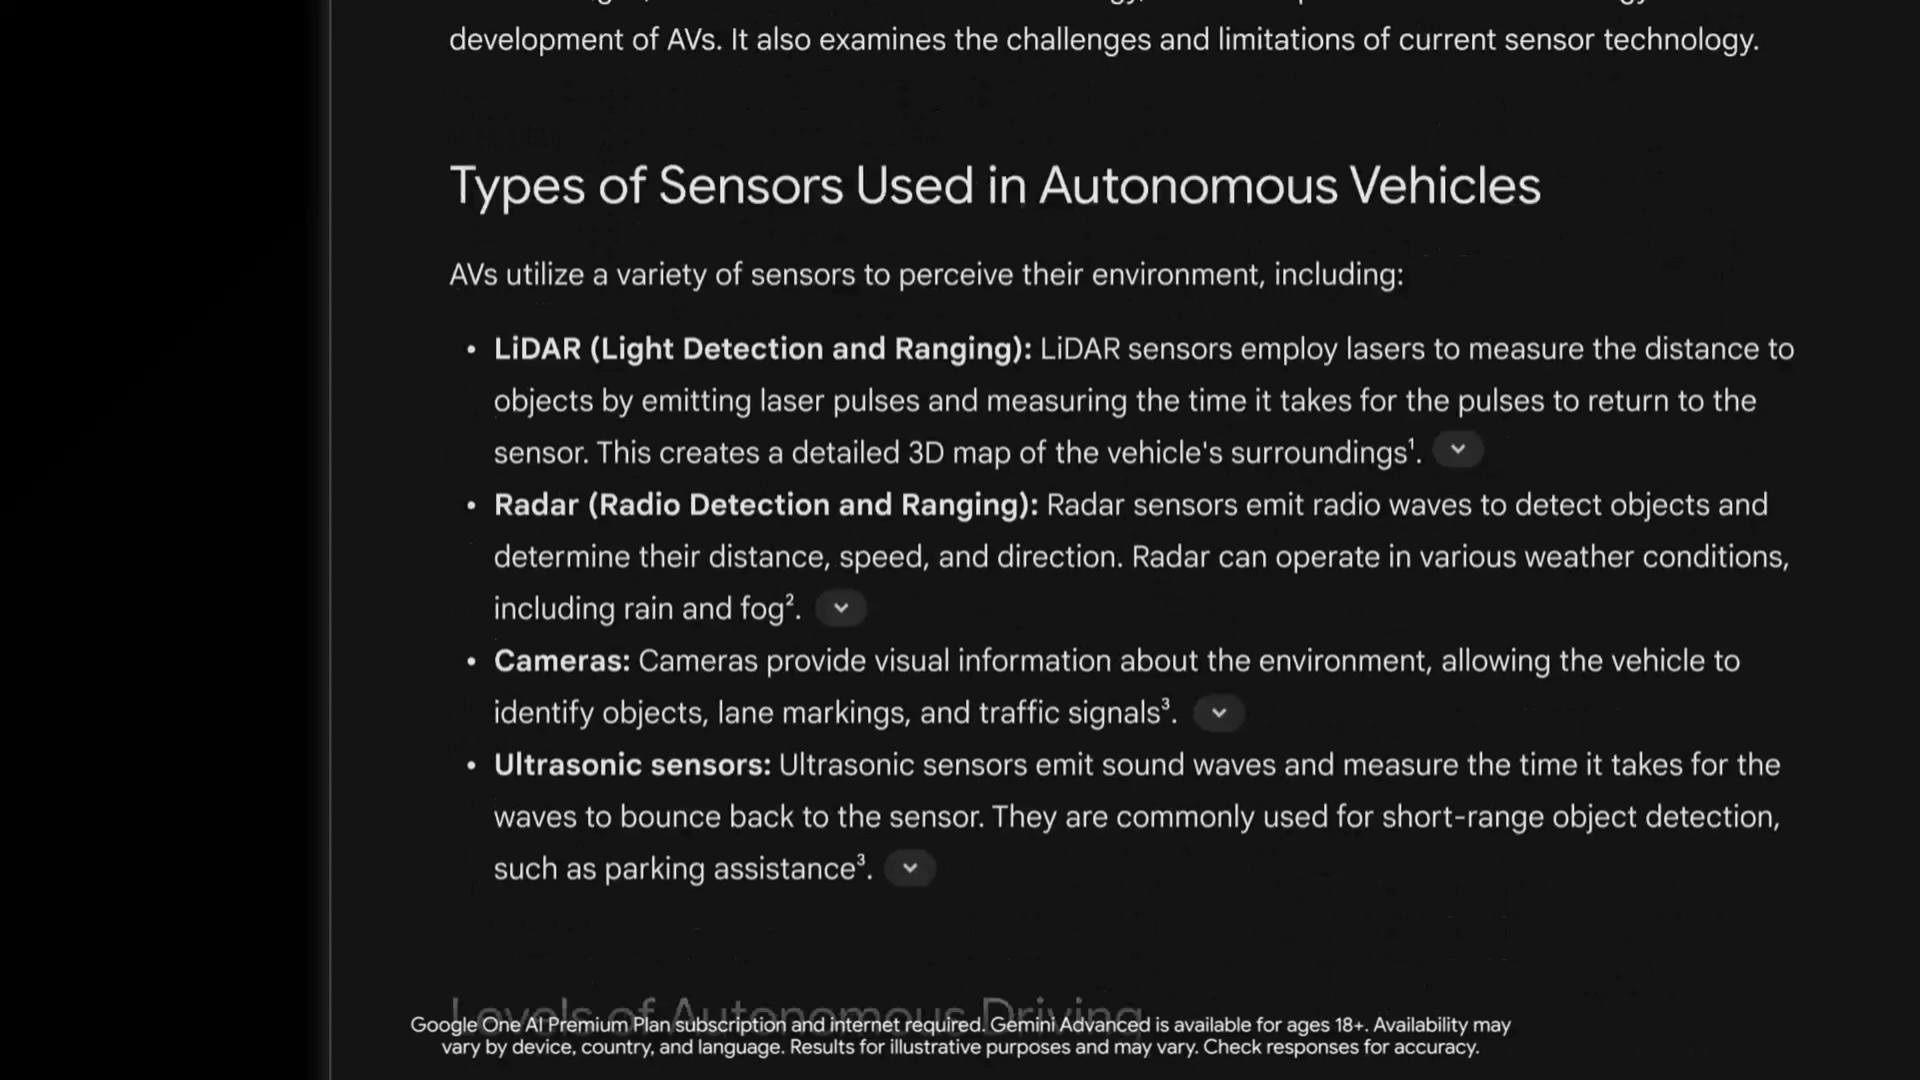 development of AVs. It also examines the challenges and limitations of current sensor technology.
Types of Sensors Used in Autonomous Vehicles
AVs utilize a variety of sensors to perceive their environment, including:
• LiDAR (Light Detection and Ranging): LiDAR sensors employ lasers to measure the distance to
objects by emitting laser pulses and measuring the time it takes for the pulses to return to the
sensor. This creates a detailed 3D map of the vehicle's surroundings¹.
• Radar (Radio Detection and Ranging): Radar sensors emit radio waves to detect objects and
determine their distance, speed, and direction. Radar can operate in various weather conditions,
including rain and fog².
• Cameras: Cameras provide visual information about the environment, allowing the vehicle to
identify objects, lane markings, and traffic signals³.
• Ultrasonic sensors: Ultrasonic sensors emit sound waves and measure the time it takes for the
waves to bounce back to the sensor. They are commonly used for short-range object detection,
such as parking assistance³.
Levels of Autonomous Driving
Google One AI Premium Plan subscription and internet required. Gemini Advanced is available for ages 18+. Availability may
vary by device, country, and language. Results for illustrative purposes and may vary. Check responses for accuracy.